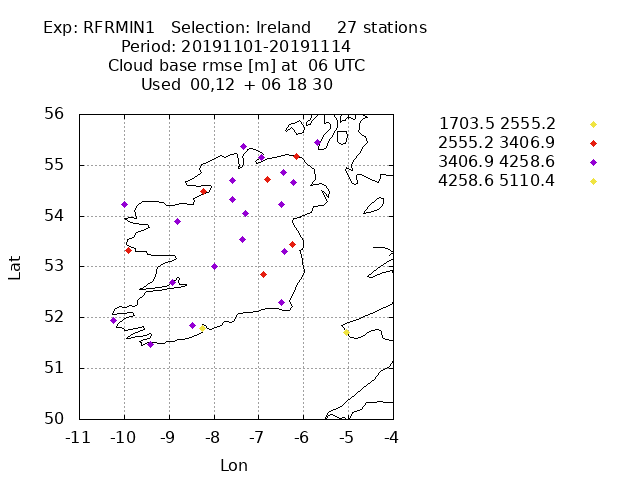 Exp: RFRMIN1 Selection: Ireland 27 stations
Period: 20191101-20191114
Cloud base rmse [m] at 06 UTC
Used 00,12 + 06 18 30
1703.5 2555.2
2555.2 3406.9
3406.9 4258.6
4258.6 5110.4
56
55
54
53
52
51
50
Lat
-11 -10 -9 -8 -7 -6 -5 -4
Lon